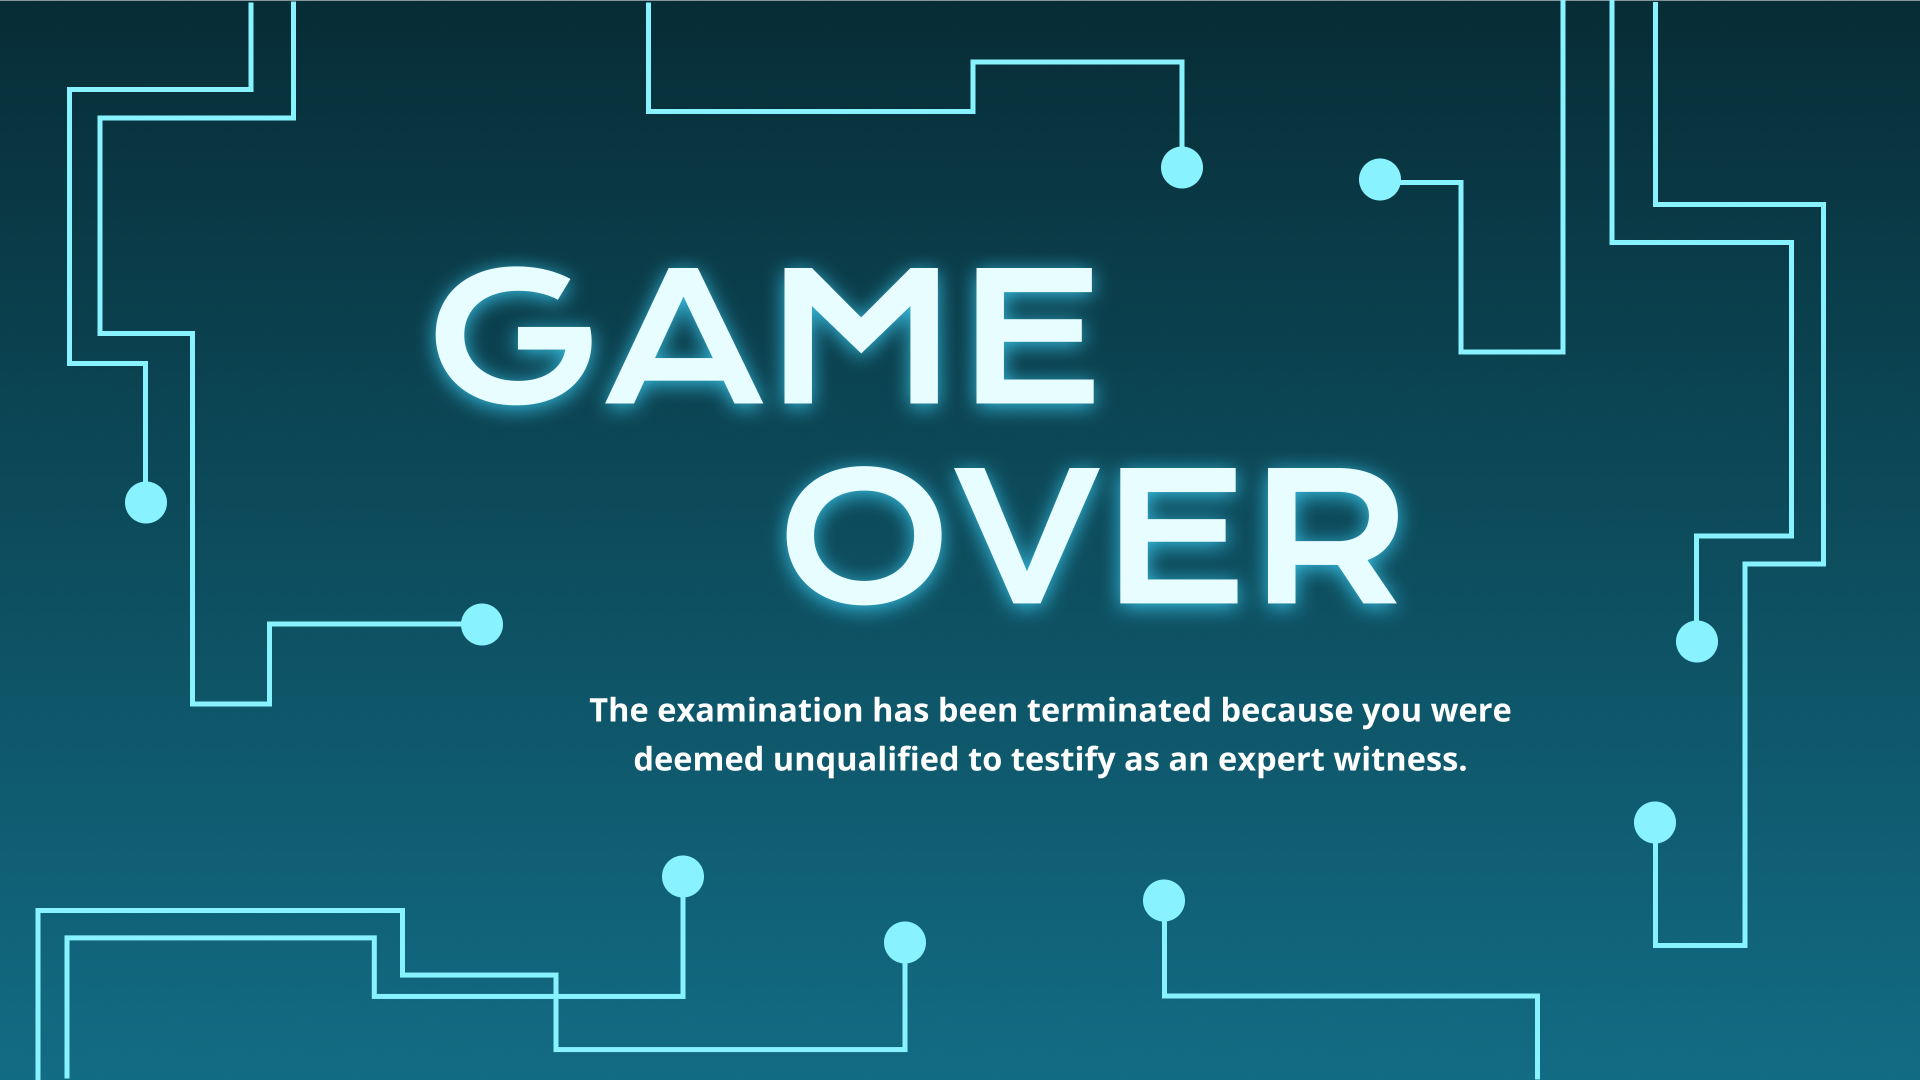 GAME
OVER
The examination has been terminated because you were
deemed unqualified to testify as an expert witness.